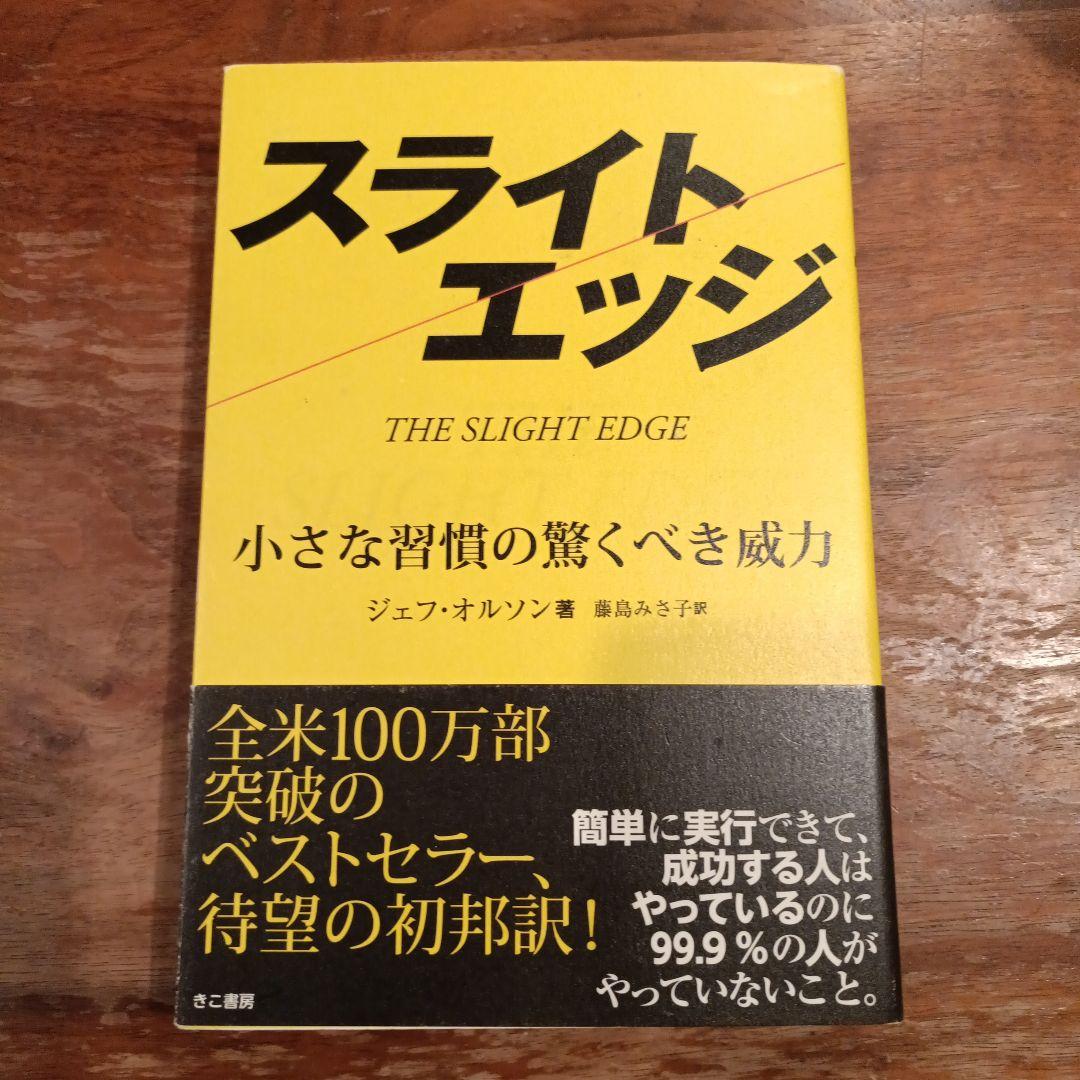 スライト
エッジ
THE SLIGHT EDGE
小さな習慣の驚くべき威力
ジェフ・オルソン著 藤島みさ子訳
全米100万部
突破の
ベストセラー、
待望の初邦訳!
簡単に実行できて、
成功する人は
やっているのに
99.9%の人が
やっていないこと。
きこ書房